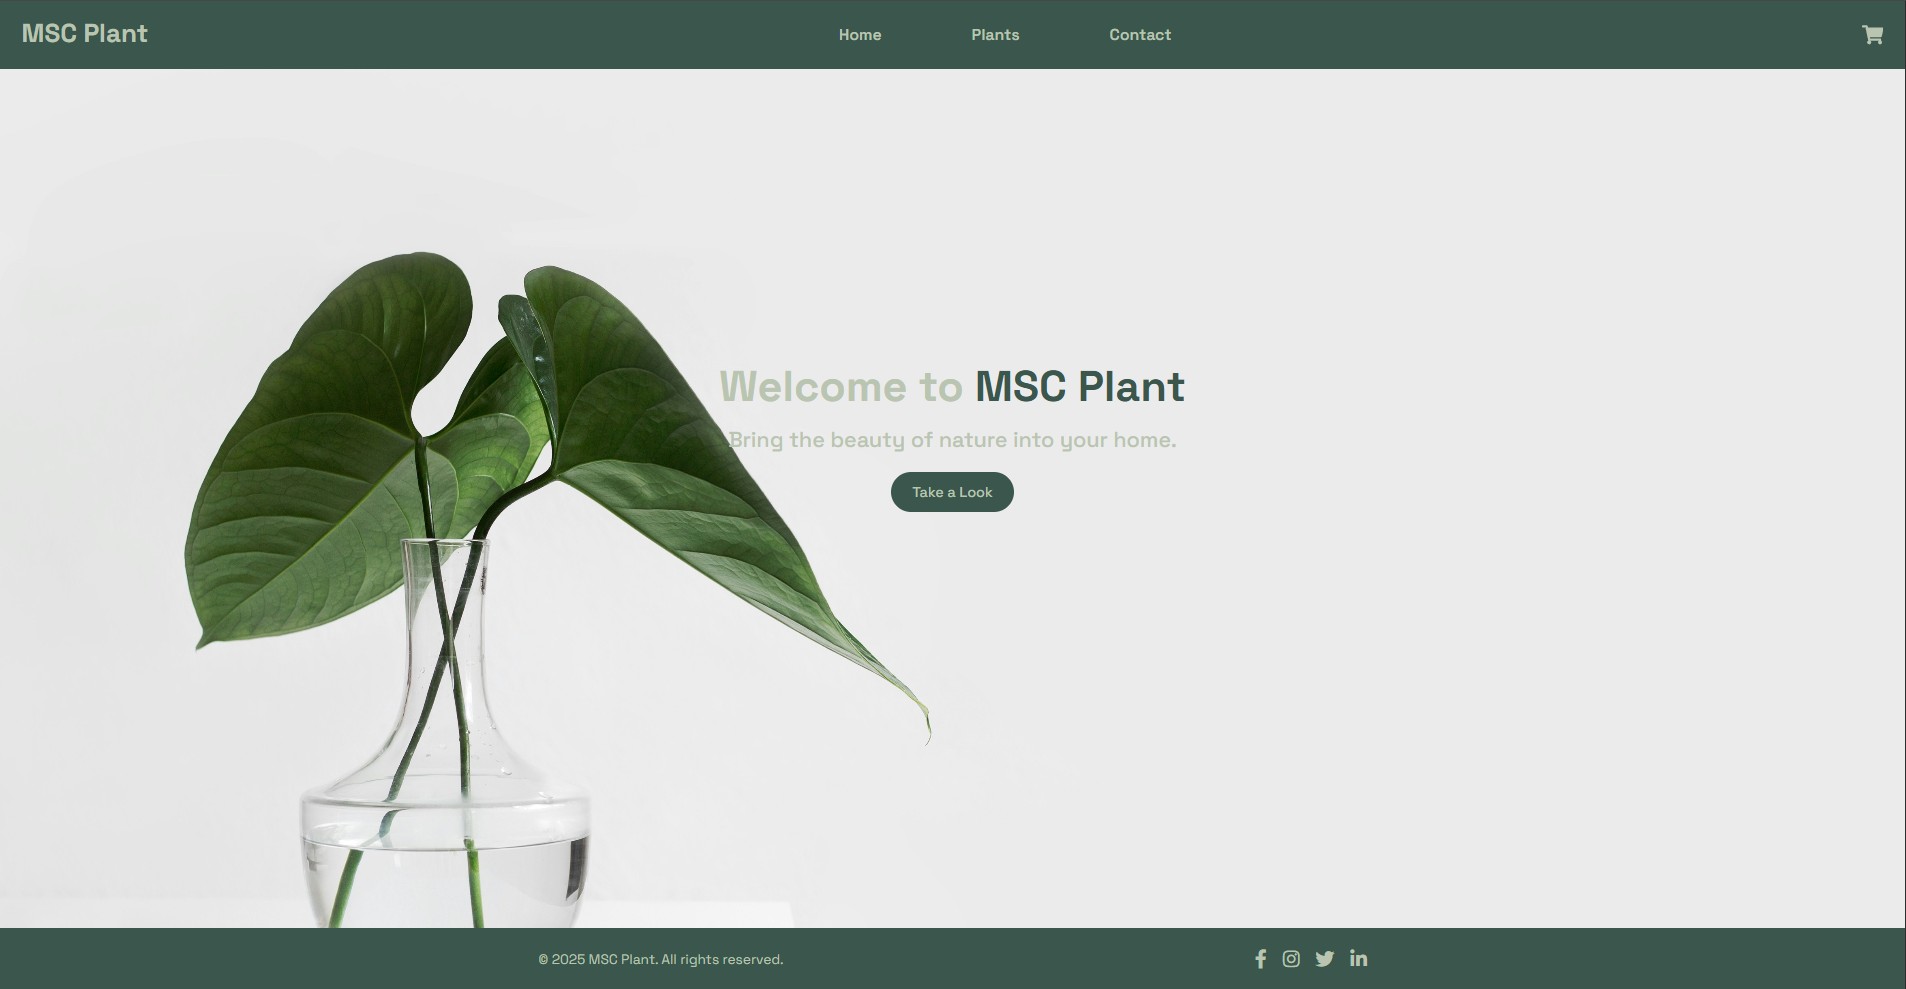 MSC Plant
Home
Plants
Contact
Welcome to MSC Plant
Bring the beauty of nature into your home.
Take a Look
© 2025 MSC Plant. All rights reserved.